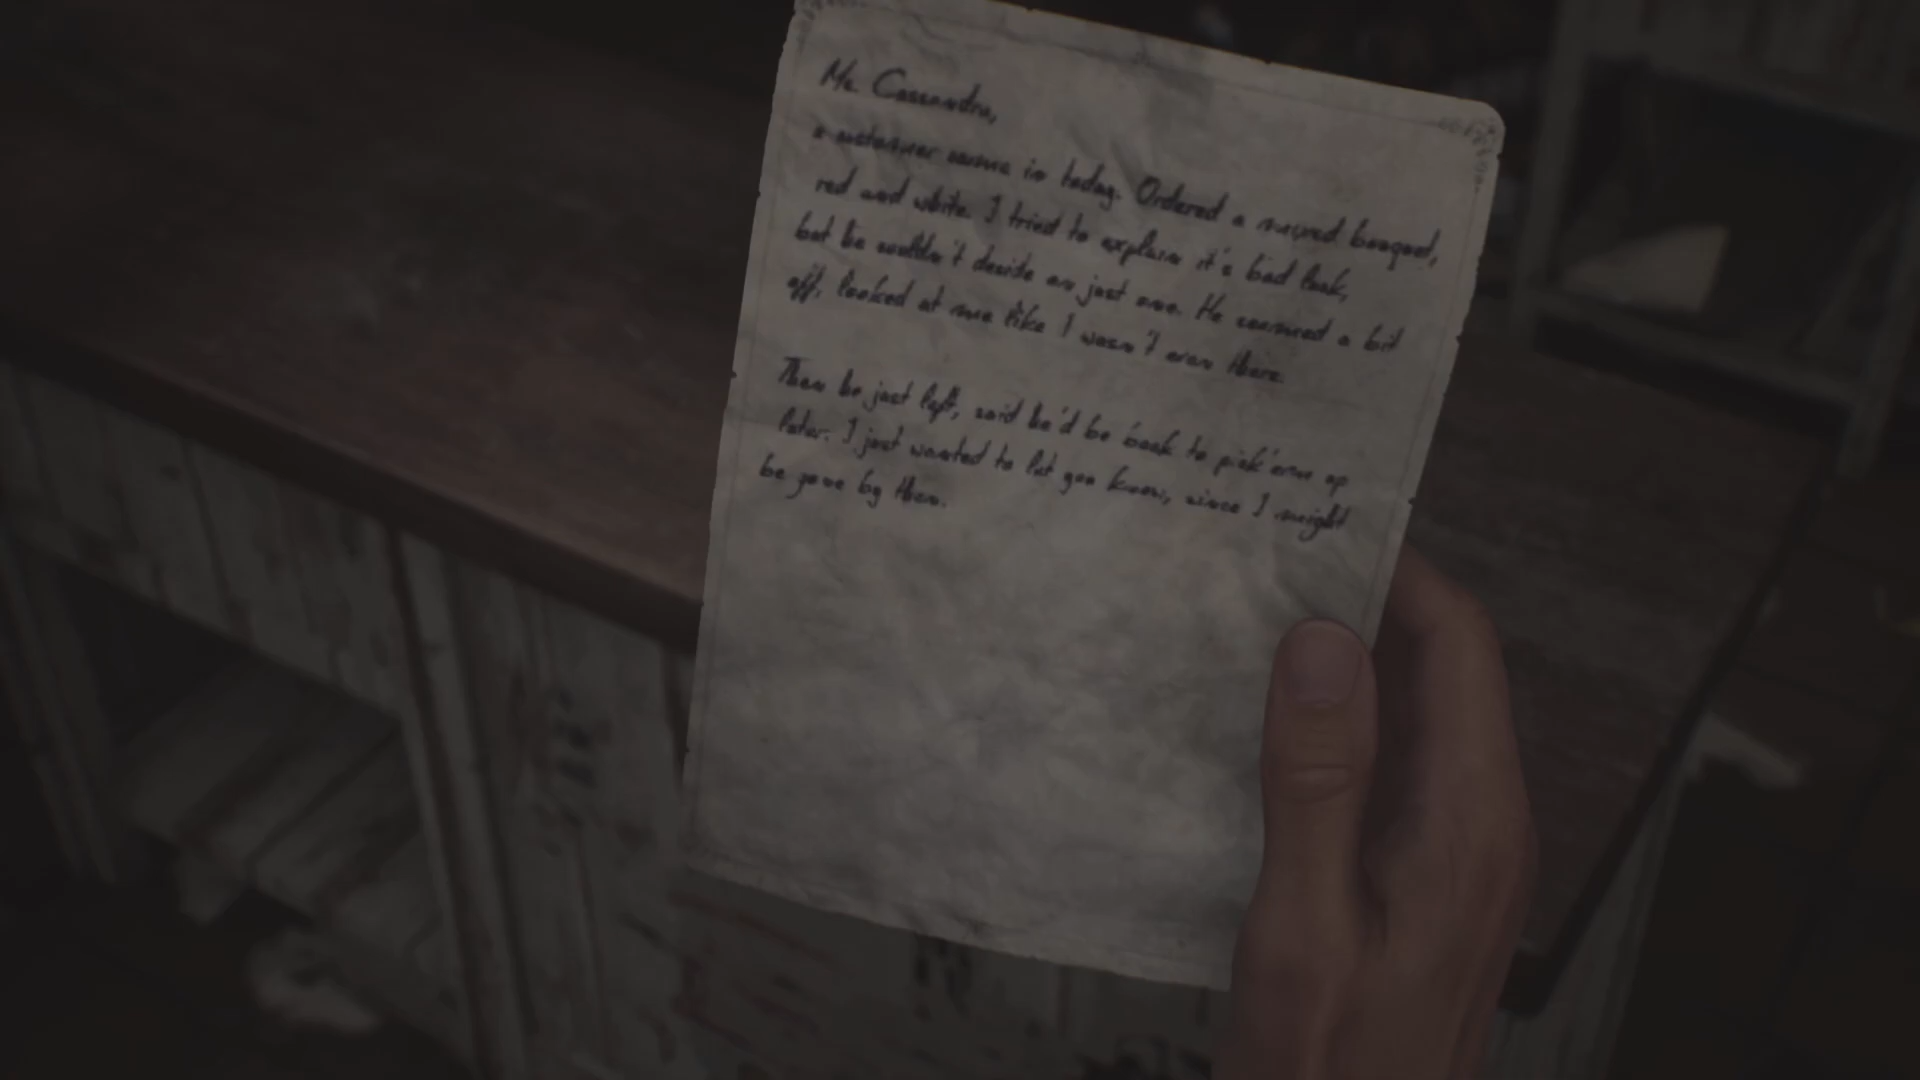 Ms. Cassandra,
a customer came in today. Ordered a mixed bouquet,
red and white. I tried to explain it's bad luck,
but he couldn't decide on just one. He seemed a bit
off, looked at me like I wasn't even there.
Then he just left, said he'd be back to pick'em up
later. I just wanted to let you know, since I might
be gone by then.